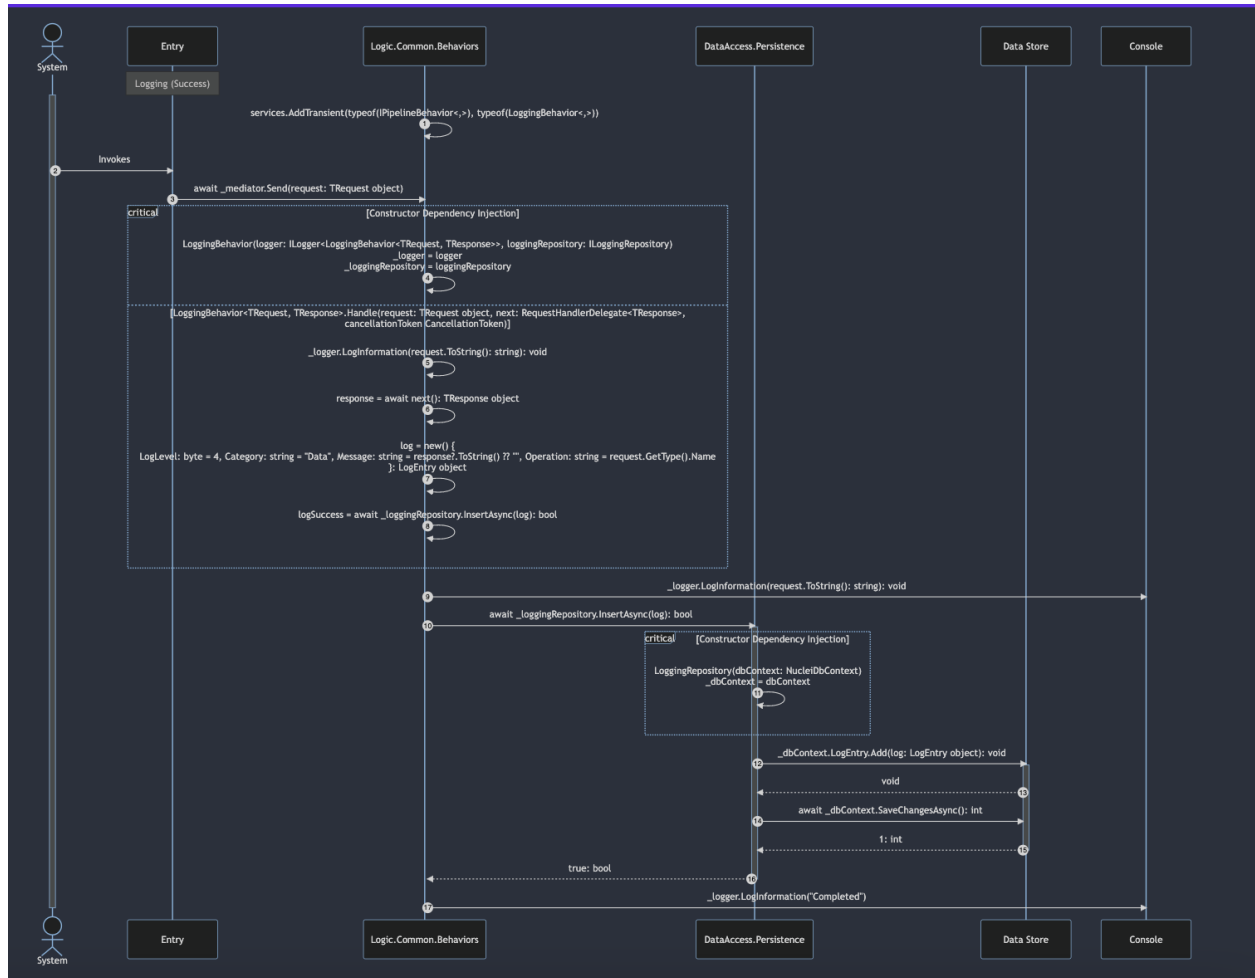 System
Entry
Logic.Common.Behaviors
DataAccess.Persistence
Data Store
Console
Logging (Success)
services.AddTransient(typeof(IPipelineBehavior<,>), typeof(LoggingBehavior<,>))
1
Invokes
2
await _mediator.Send(request: TRequest object)
3
critical
[Constructor Dependency Injection]
LoggingBehavior(logger: ILogger<LoggingBehavior<TRequest, TResponse>>, loggingRepository: ILoggingRepository)
_logger = logger
_loggingRepository = loggingRepository
4
[LoggingBehavior<TRequest, TResponse>.Handle(request: TRequest object, next: RequestHandlerDelegate<TResponse>,
cancellationToken CancellationToken)]
_logger.LogInformation(request.ToString(): string): void
5
response = await next(): TResponse object
6
log = new() {
LogLevel: byte = 4, Category: string = "Data", Message: string = response?.ToString() ?? "", Operation: string = request.GetType().Name
}: LogEntry object
7
logSuccess = await _loggingRepository.InsertAsync(log): bool
8
_logger.LogInformation(request.ToString(): string): void
9
await _loggingRepository.InsertAsync(log): bool
10
critical
[Constructor Dependency Injection]
LoggingRepository(dbContext: NucleiDbContext)
_dbContext = dbContext
11
_dbContext.LogEntry.Add(log: LogEntry object): void
12
void
13
await _dbContext.SaveChangesAsync(): int
14
1: int
15
true: bool
16
_logger.LogInformation("Completed")
17
System
Entry
Logic.Common.Behaviors
DataAccess.Persistence
Data Store
Console